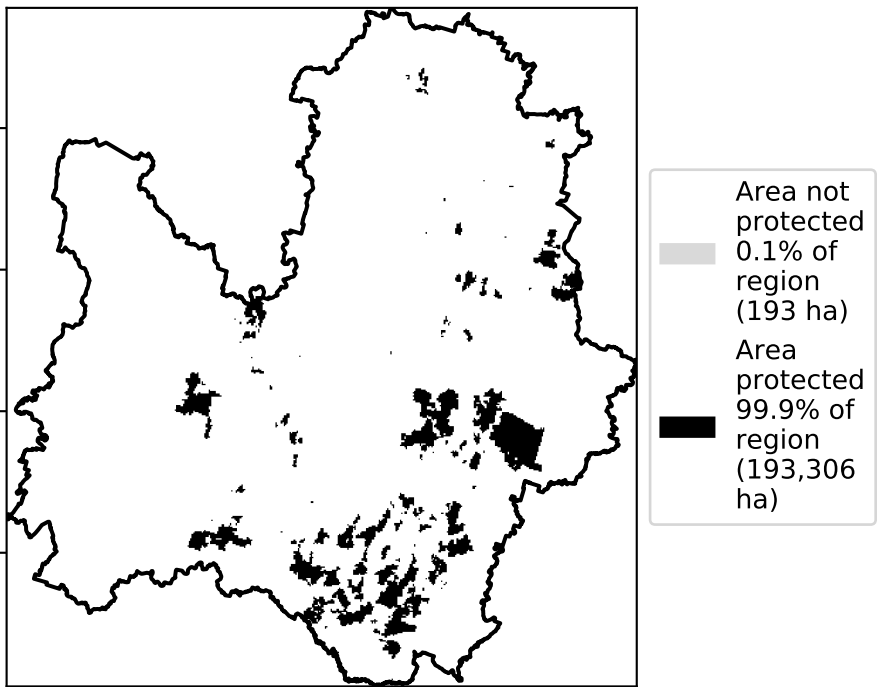 Area not
protected
0.1% of
region
(193 ha)
Area
protected
99.9% of
region
(193,306
ha)